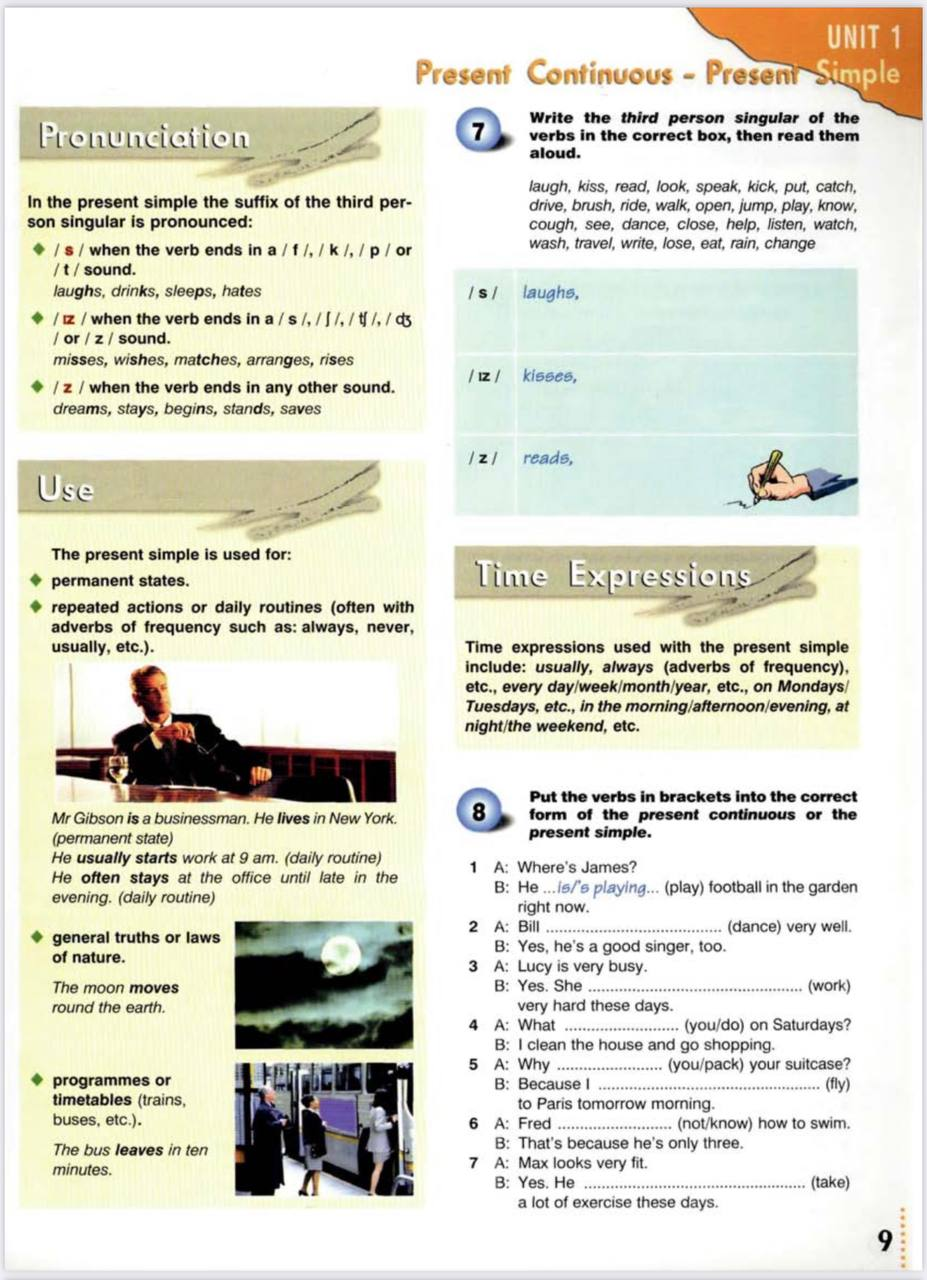 UNIT 1
Present Continuous - Present Simple
Pronunciation
In the present simple the suffix of the third per-
son singular is pronounced:
/ s / when the verb ends in a / f /, / k /, / p / or
/ t / sound.
laughs, drinks, sleeps, hates
/ ɪz / when the verb ends in a / s /, / ʃ /, / tʃ /, / dʒ
/ or / z / sound.
misses, wishes, matches, arranges, rises
/ z / when the verb ends in any other sound.
dreams, stays, begins, stands, saves
Use
The present simple is used for:
permanent states.
repeated actions or daily routines (often with
adverbs of frequency such as: always, never,
usually, etc.).
Mr Gibson is a businessman. He lives in New York.
(permanent state)
He usually starts work at 9 am. (daily routine)
He often stays at the office until late in the
evening. (daily routine)
general truths or laws
of nature.
The moon moves
round the earth.
programmes or
timetables (trains,
buses, etc.).
The bus leaves in ten
minutes.
7 Write the third person singular of the
verbs in the correct box, then read them
aloud.
laugh, kiss, read, look, speak, kick, put, catch,
drive, brush, ride, walk, open, jump, play, know,
cough, see, dance, close, help, listen, watch,
wash, travel, write, lose, eat, rain, change
/ s / laughs,
/ ɪz / kisses,
/ z / reads,
Time Expressions
Time expressions used with the present simple
include: usually, always (adverbs of frequency),
etc., every day/week/month/year, etc., on Mondays/
Tuesdays, etc., in the morning/afternoon/evening, at
night/the weekend, etc.
8 Put the verbs in brackets into the correct
form of the present continuous or the
present simple.
1 A: Where's James?
B: He ...is/'s playing... (play) football in the garden
right now.
2 A: Bill ....................................... (dance) very well.
B: Yes, he's a good singer, too.
3 A: Lucy is very busy.
B: Yes. She ................................................ (work)
very hard these days.
4 A: What ......................... (you/do) on Saturdays?
B: I clean the house and go shopping.
5 A: Why ........................ (you/pack) your suitcase?
B: Because I .................................................. (fly)
to Paris tomorrow morning.
6 A: Fred .......................... (not/know) how to swim.
B: That's because he's only three.
7 A: Max looks very fit.
B: Yes. He .................................................. (take)
a lot of exercise these days.
9